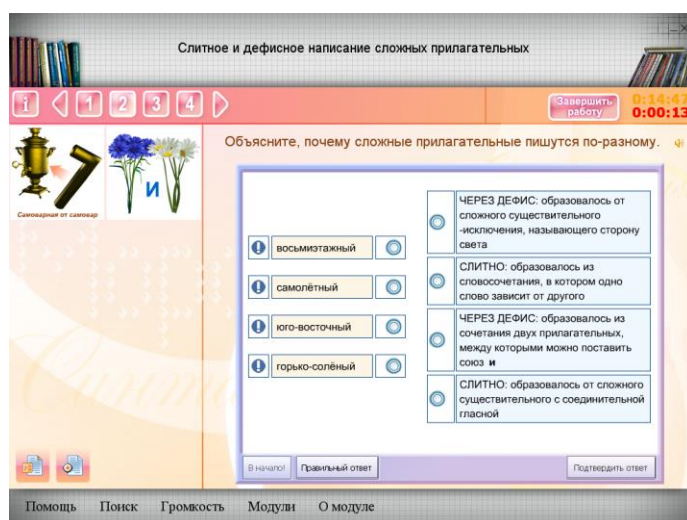 Слитное и дефисное написание сложных прилагательных
i
1
2
3
4
Завершить
работу
0:14:47
0:00:13
Объясните, почему сложные прилагательные пишутся по-разному.
И
Самоварная от самовар
ЧЕРЕЗ ДЕФИС: образовалось от
сложного существительного
-исключения, называющего сторону
света
восьмиэтажный
СЛИТНО: образовалось из
словосочетания, в котором одно
слово зависит от другого
самолётный
ЧЕРЕЗ ДЕФИС: образовалось из
сочетания двух прилагательных,
между которыми можно поставить
союз и
юго-восточный
горько-солёный
СЛИТНО: образовалось от сложного
существительного с соединительной
гласной
В начало!
Правильный ответ
Подтвердить ответ
Помощь Поиск Громкость Модули О модуле